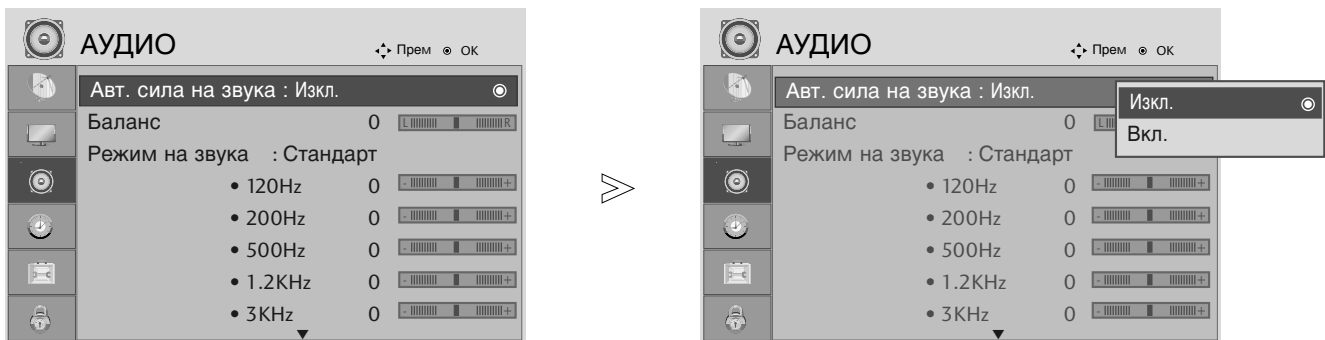 АУДИО
Прем ОК
Авт. сила на звука : Изкл.
Баланс 0 L R
Режим на звука : Стандарт
• 120Hz 0 - +
• 200Hz 0 - +
• 500Hz 0 - +
• 1.2KHz 0 - +
• 3KHz 0 - +
АУДИО
Прем ОК
Авт. сила на звука : Изкл.
Изкл.
Вкл.
Баланс 0 L
Режим на звука : Стандарт
• 120Hz 0 - +
• 200Hz 0 - +
• 500Hz 0 - +
• 1.2KHz 0 - +
• 3KHz 0 - +